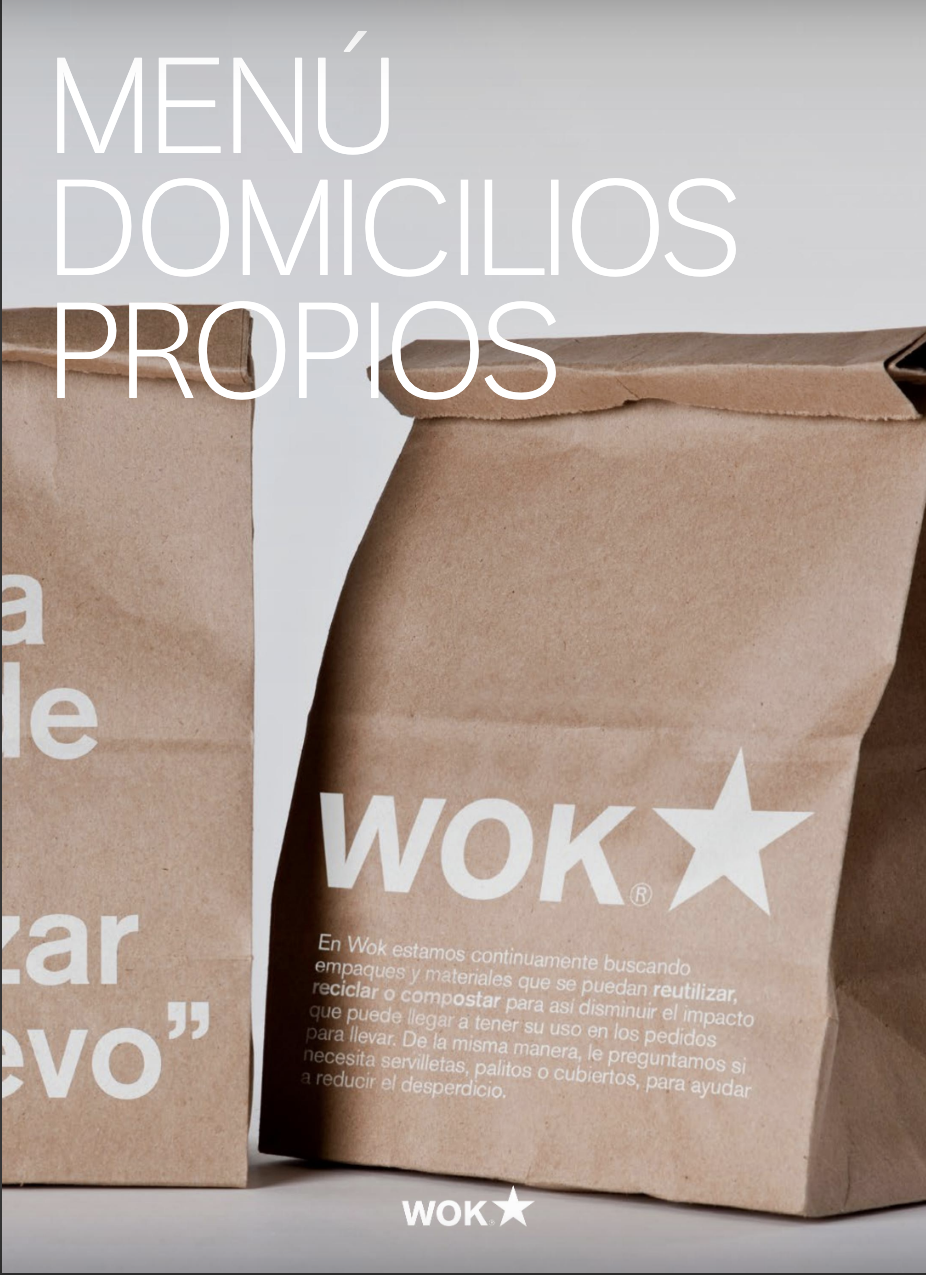 MENÚ
DOMICILIOS
PROPIOS
a
de
zar
evo”
WOK®
En Wok estamos continuamente buscando
empaques y materiales que se puedan reutilizar,
reciclar o compostar para así disminuir el impacto
que puede llegar a tener su uso en los pedidos
para llevar. De la misma manera, le preguntamos si
necesita servilletas, palitos o cubiertos, para ayudar
a reducir el desperdicio.
WOK